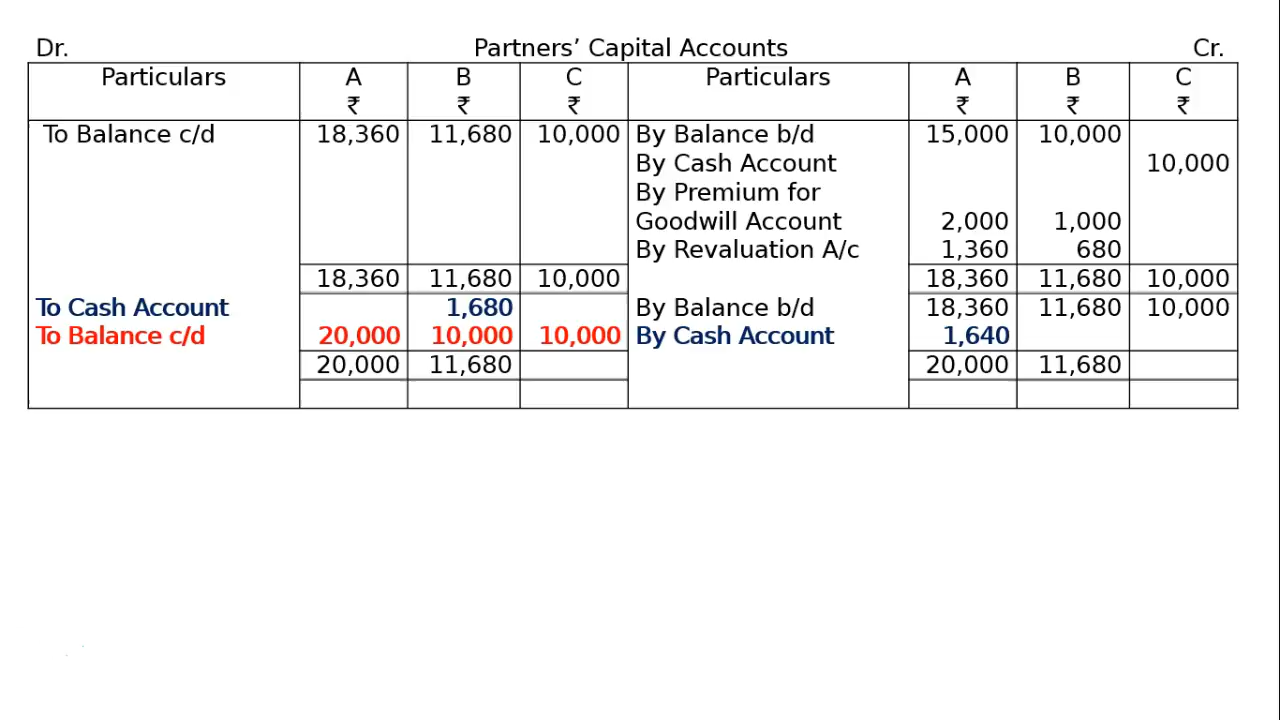 Dr. Partners’ Capital Accounts Cr.
Particulars A B C Particulars A B C
₹ ₹ ₹ ₹ ₹ ₹
To Balance c/d 18,360 11,680 10,000 By Balance b/d 15,000 10,000
By Cash Account 10,000
By Premium for
Goodwill Account 2,000 1,000
By Revaluation A/c 1,360 680
18,360 11,680 10,000 18,360 11,680 10,000
To Cash Account 1,680 By Balance b/d 18,360 11,680 10,000
To Balance c/d 20,000 10,000 10,000 By Cash Account 1,640
20,000 11,680 20,000 11,680